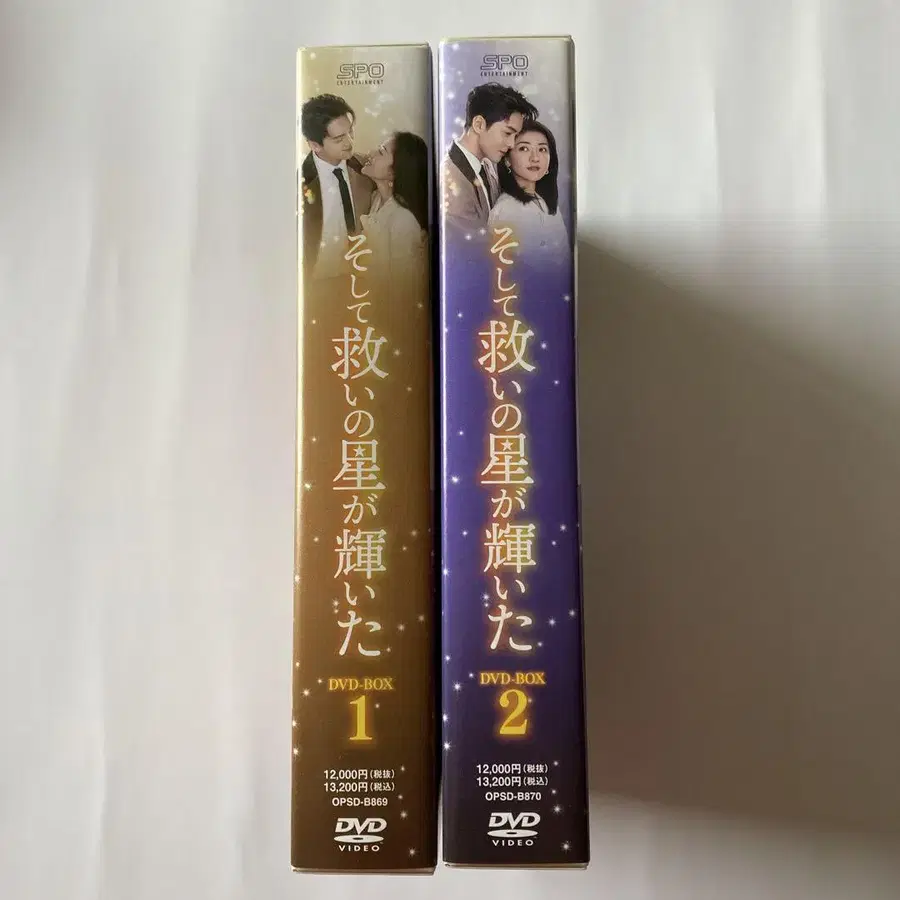 SPO
ENTERTAINMENT
そして救いの星が輝いた
DVD-BOX
1
12,000円(税抜)
13,200円(税込)
OPSD-B869
DVD
VIDEO
SPO
ENTERTAINMENT
そして救いの星が輝いた
DVD-BOX
2
12,000円(税抜)
13,200円(税込)
OPSD-B870
DVD
VIDEO